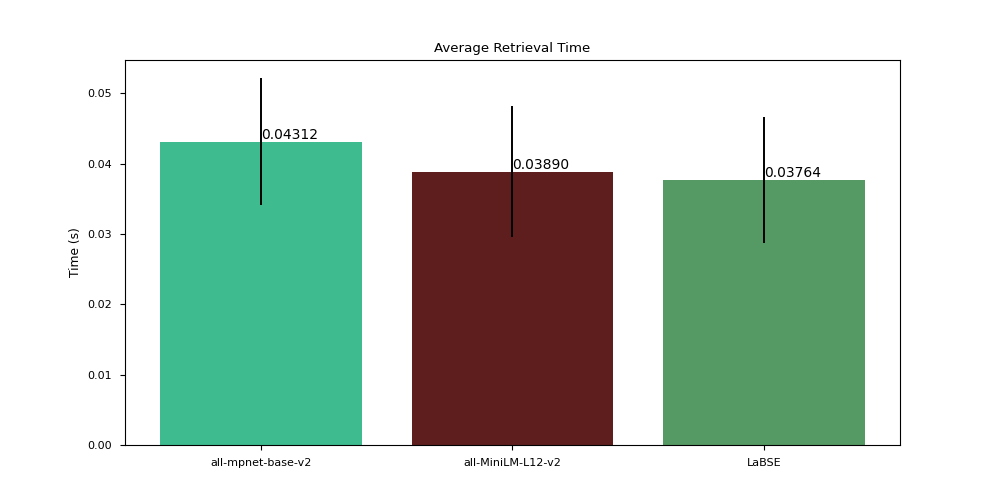 Average Retrieval Time
Time (s)
0.05
0.04
0.03
0.02
0.01
0.00
0.04312
0.03890
0.03764
all-mpnet-base-v2
all-MiniLM-L12-v2
LaBSE